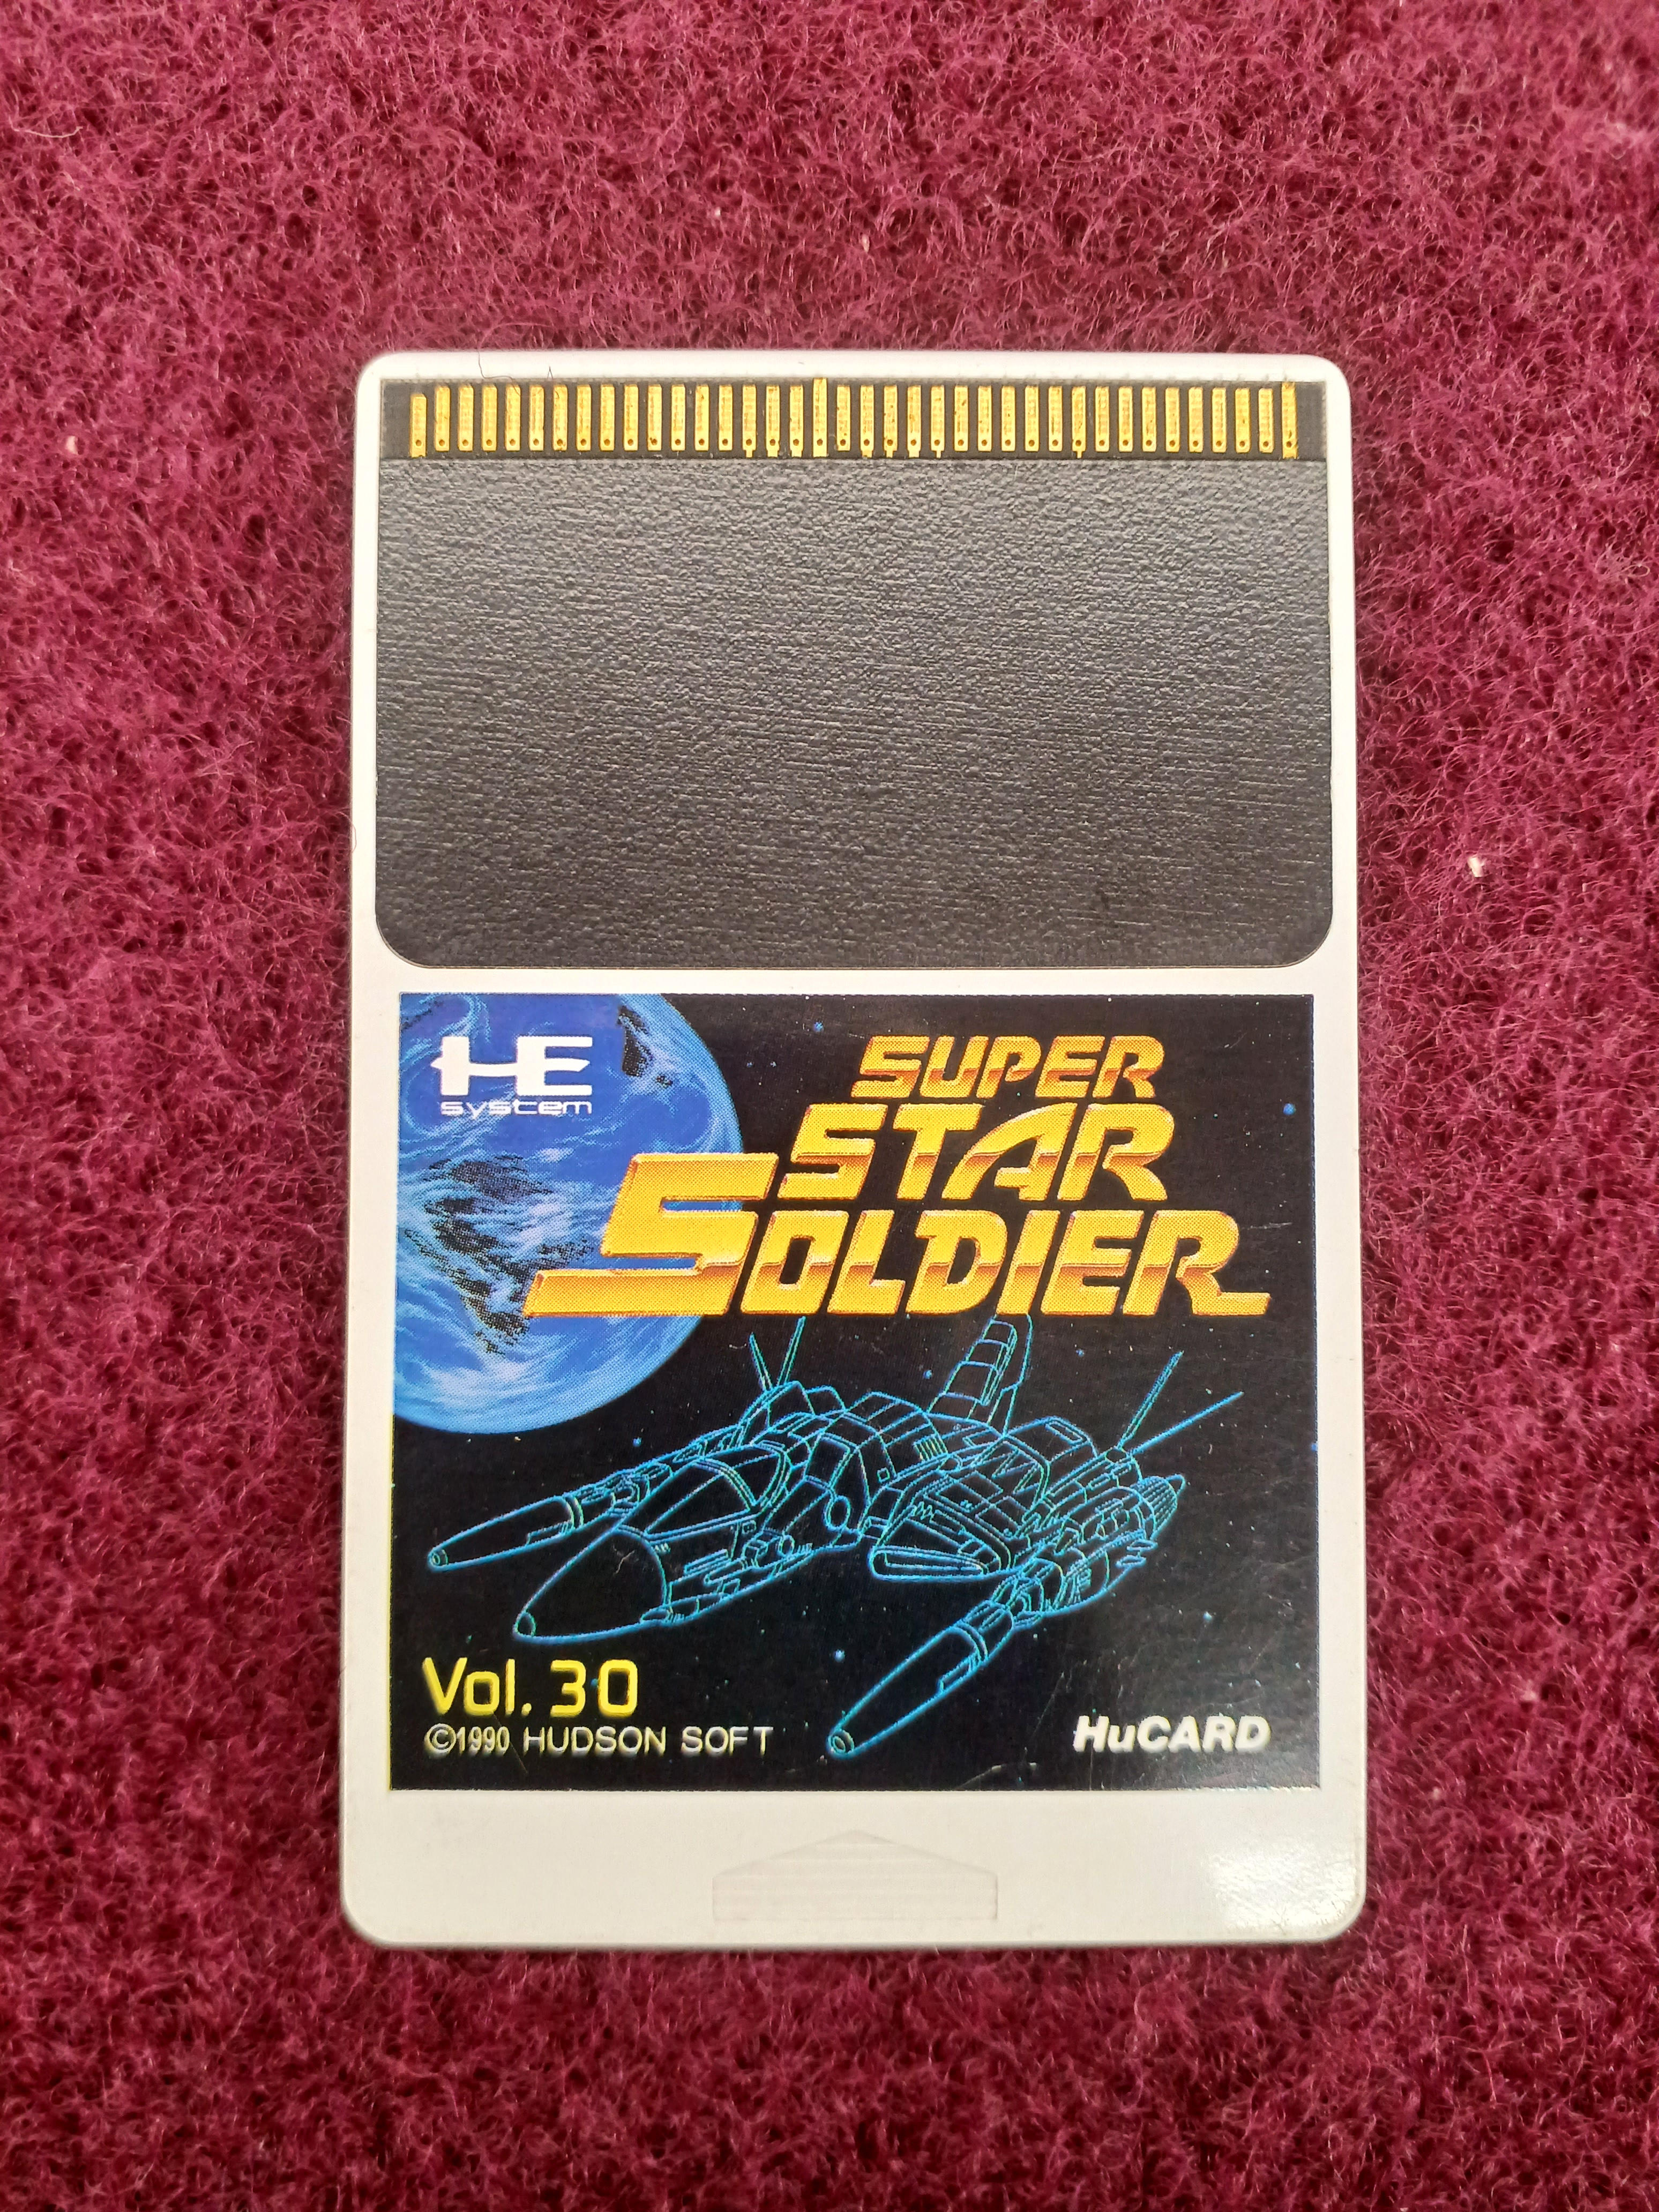 HE
system
SUPER
STAR
SOLDIER
Vol.30
©1990 HUDSON SOFT
HuCARD